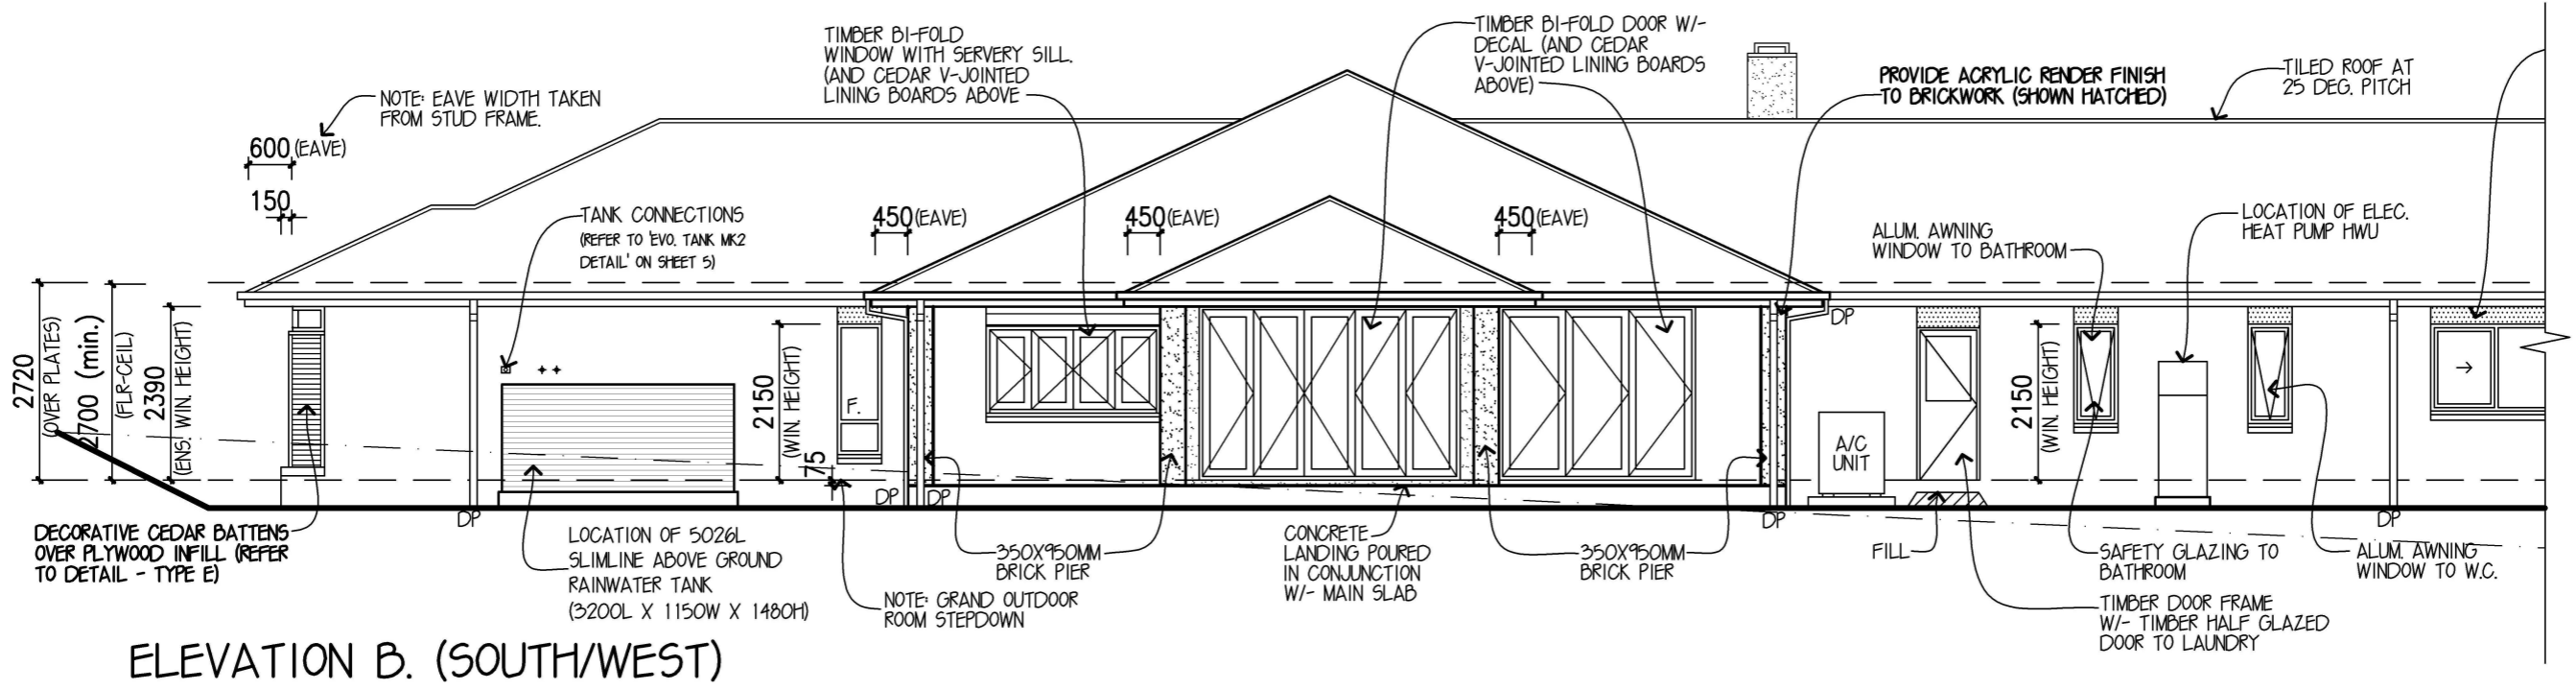 TIMBER BI-FOLD
WINDOW WITH SERVERY SILL.
(AND CEDAR V-JOINTED
LINING BOARDS ABOVE
TIMBER BI-FOLD DOOR W/-
DECAL (AND CEDAR
V-JOINTED LINING BOARDS
ABOVE)
PROVIDE ACRYLIC RENDER FINISH
TO BRICKWORK (SHOWN HATCHED)
TILED ROOF AT
25 DEG. PITCH
NOTE: EAVE WIDTH TAKEN
FROM STUD FRAME.
600 (EAVE)
150
TANK CONNECTIONS
(REFER TO 'EVO. TANK MK2
DETAIL' ON SHEET 5)
450 (EAVE)
450 (EAVE)
450 (EAVE)
ALUM. AWNING
WINDOW TO BATHROOM
LOCATION OF ELEC.
HEAT PUMP HWU
2720
(OVER PLATES)
2700 (min.)
(FLR-CEIL)
2390
(ENS. WIN. HEIGHT)
2150
(WIN. HEIGHT)
75
F.
DP
2150
(WIN. HEIGHT)
A/C
UNIT
DP
DP
DP
DP
DP
DECORATIVE CEDAR BATTENS
OVER PLYWOOD INFILL (REFER
TO DETAIL - TYPE E)
LOCATION OF 5026L
SLIMLINE ABOVE GROUND
RAINWATER TANK
(3200L X 1150W X 1480H)
NOTE: GRAND OUTDOOR
ROOM STEPDOWN
350X950MM
BRICK PIER
CONCRETE
LANDING POURED
IN CONJUNCTION
W/- MAIN SLAB
350X950MM
BRICK PIER
FILL
SAFETY GLAZING TO
BATHROOM
ALUM. AWNING
WINDOW TO W.C.
TIMBER DOOR FRAME
W/- TIMBER HALF GLAZED
DOOR TO LAUNDRY
ELEVATION B. (SOUTH/WEST)